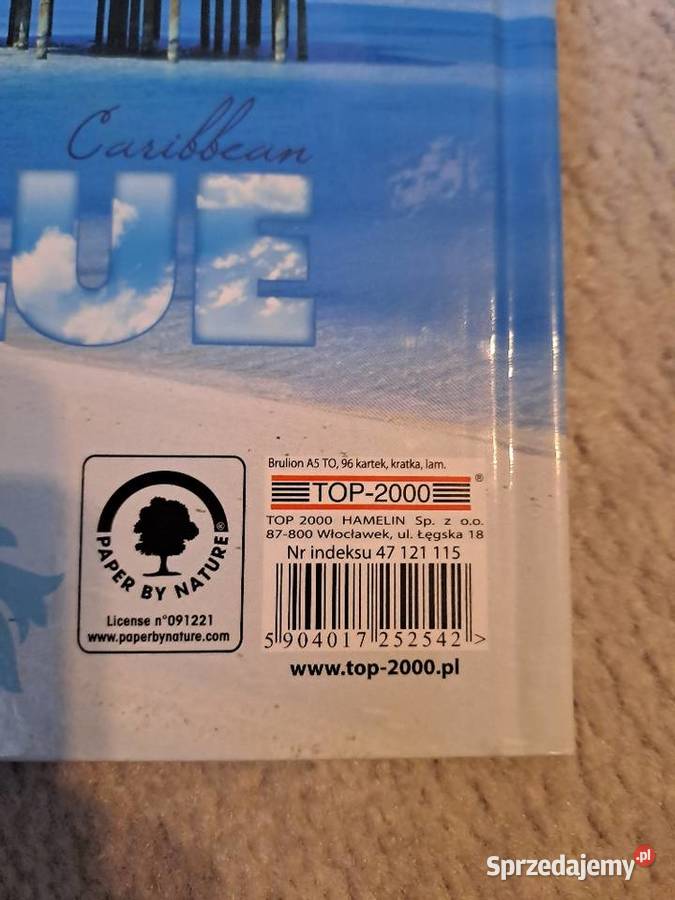 Caribbean
LUE
Brulion A5 TO, 96 kartek, kratka, lam.
TOP-2000®
TOP 2000 HAMELIN Sp. z o.o.
87-800 Włocławek, ul. Łęgska 18
Nr indeksu 47 121 115
5 904017 252542 >
www.top-2000.pl
PAPER BY NATURE®
License n°091221
www.paperbynature.com
Sprzedajemy.pl